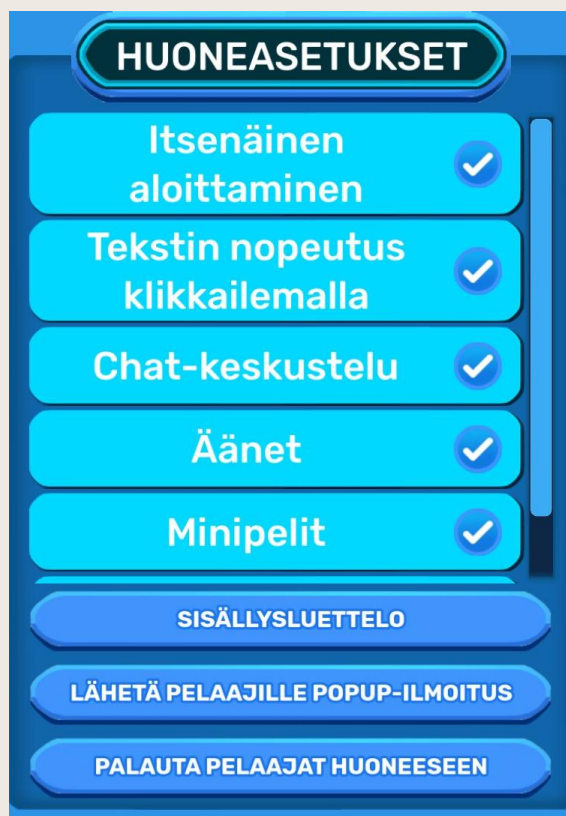 HUONEASETUKSET
Itsenäinen
aloittaminen
Tekstin nopeutus
klikkailemalla
Chat-keskustelu
Äänet
Minipelit
SISÄLLYSLUETTELO
LÄHETÄ PELAAJILLE POPUP-ILMOITUS
PALAUTA PELAAJAT HUONEESEEN